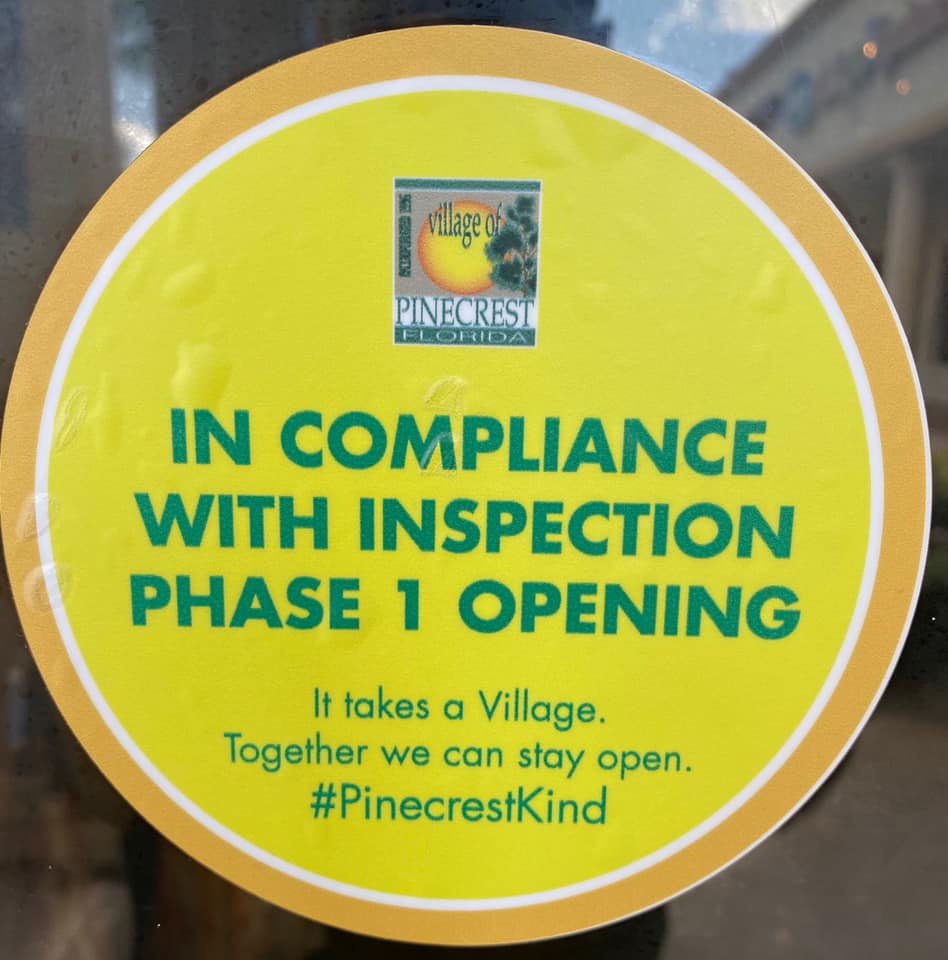 village of
PINECREST
FLORIDA
IN COMPLIANCE
WITH INSPECTION
PHASE 1 OPENING
It takes a Village.
Together we can stay open.
#PinecrestKind